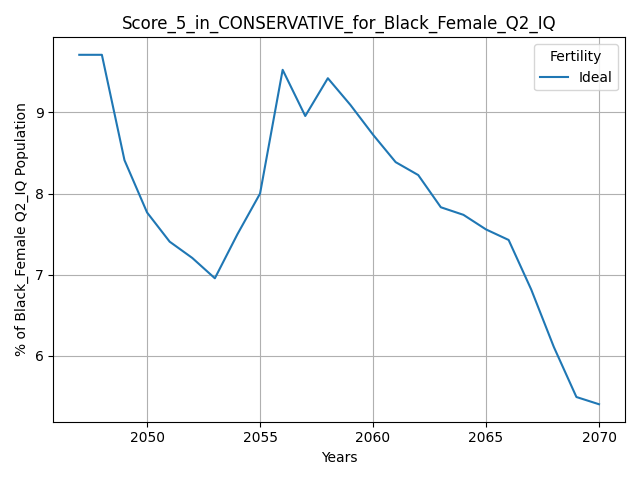 Score_5_in_CONSERVATIVE_for_Black_Female_Q2_IQ
Fertility
Ideal
% of Black_Female Q2_IQ Population
9
8
7
6
2050 2055 2060 2065 2070
Years